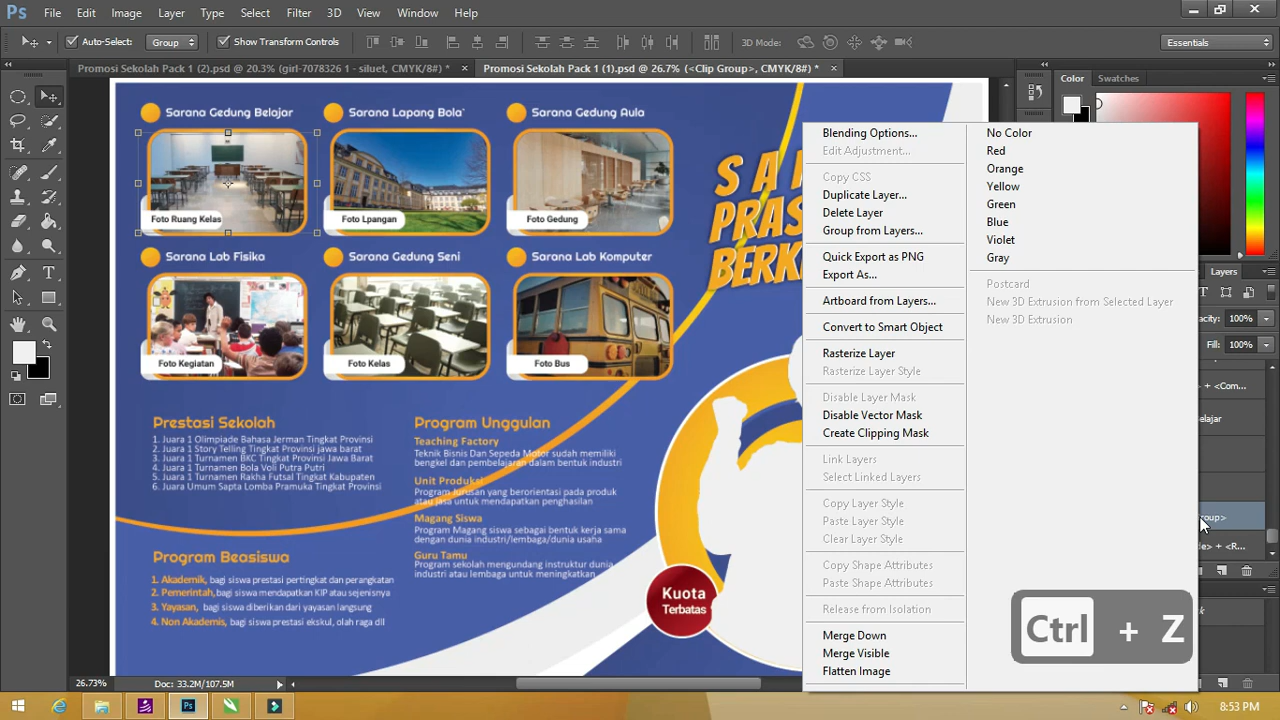 Ps File Edit Image Layer Type Select Filter 3D View Window Help
Auto-Select: Group Show Transform Controls 3D Mode: Essentials
Promosi Sekolah Pack 1 (2).psd @ 20.3% (girl-7078326 1 - siluet, CMYK/8#) * × Promosi Sekolah Pack 1 (1).psd @ 26.7% (<Clip Group>, CMYK/8#) * ×
Color Swatches
Sarana Gedung Belajar Sarana Lapang Bola` Sarana Gedung Aula
Foto Ruang Kelas Foto Lpangan Foto Gedung
Sarana Lab Fisika Sarana Gedung Seni Sarana Lab Komputer
Foto Kegiatan Foto Kelas Foto Bus
PRAS
BERK
Prestasi Sekolah
1. Juara 1 Olimpiade Bahasa Jerman Tingkat Provinsi
2. Juara 1 Story Telling Tingkat Provinsi jawa barat
3. Juara 1 Turnamen BKC Tingkat Provinsi Jawa Barat
4. Juara 1 Turnamen Bola Voli Putra Putri
5. Juara 1 Turnamen Rakha Futsal Tingkat Kabupaten
6. Juara Umum Sapta Lomba Pramuka Tingkat Provinsi
Program Beasiswa
1. Akademik, bagi siswa prestasi pertingkat dan perangkatan
2. Pemerintah,bagi siswa mendapatkan KIP atau sejenisnya
3. Yayasan, bagi siswa diberikan dari yayasan langsung
4. Non Akademis, bagi siswa prestasi ekskul, olah raga dll
Program Unggulan
Teaching Factory
Teknik Bisnis Dan Sepeda Motor sudah memiliki
bengkel dan pembelajaran dalam bentuk industri
Unit Produksi
Program Jurusan yang berorientasi pada produk
atau jasa untuk mendapatkan penghasilan
Magang Siswa
Program Magang siswa sebagai bentuk kerja sama
dengan dunia industri/lembaga/dunia usaha
Guru Tamu
Program sekolah mengundang instruktur dunia
industri atau lembaga untuk meningkatkan
Kuota
Terbatas
Blending Options...
Edit Adjustment...
Copy CSS
Duplicate Layer...
Delete Layer
Group from Layers...
Quick Export as PNG
Export As...
Artboard from Layers...
Convert to Smart Object
Rasterize Layer
Rasterize Layer Style
Disable Layer Mask
Disable Vector Mask
Create Clipping Mask
Link Layers
Select Linked Layers
Copy Layer Style
Paste Layer Style
Clear Layer Style
Copy Shape Attributes
Paste Shape Attributes
Release from Isolation
Merge Down
Merge Visible
Flatten Image
No Color
Red
Orange
Yellow
Green
Blue
Violet
Gray
Postcard
New 3D Extrusion from Selected Layer
New 3D Extrusion
Layers
100%
Fill: 100%
+ <Com...
elajar
roup>
+ <R...
Ctrl + Z
26.73% Doc: 33.2M/107.5M
Ps 8:53 PM